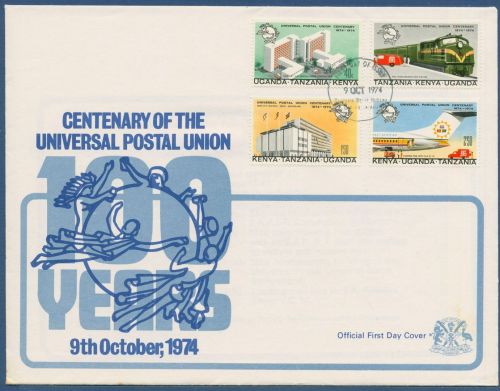 UNIVERSAL POSTAL UNION CENTENARY
1874 - 1974
40c
UGANDA·TANZANIA·KENYA
UNIVERSAL POSTAL UNION CENTENARY
1874 - 1974
TANZANIA·UGANDA·KENYA
9 OCT 1974
UNIVERSAL POSTAL UNION CENTENARY
KENYA·TANZANIA·UGANDA
UNIVERSAL POSTAL UNION CENTENARY
1874 - 1974
KENYA·UGANDA·TANZANIA
CENTENARY OF THE
UNIVERSAL POSTAL UNION
100
YEARS
9th October, 1974
Official First Day Cover